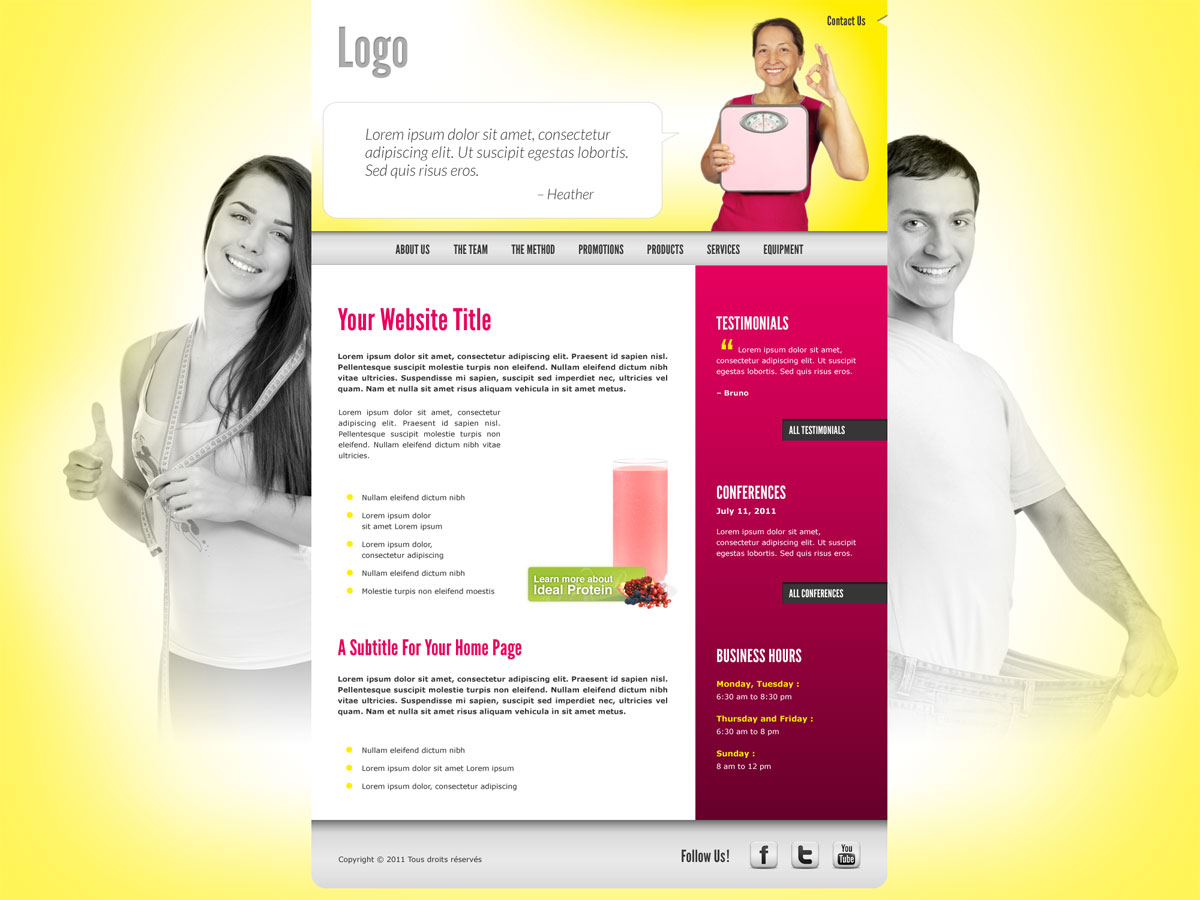 Contact Us
Logo
Lorem ipsum dolor sit amet, consectetur
adipiscing elit. Ut suscipit egestas lobortis.
Sed quis risus eros.
– Heather
ABOUT US THE TEAM THE METHOD PROMOTIONS PRODUCTS SERVICES EQUIPMENT
Your Website Title
Lorem ipsum dolor sit amet, consectetur adipiscing elit. Praesent id sapien nisl.
Pellentesque suscipit molestie turpis non eleifend. Nullam eleifend dictum nibh
vitae ultricies. Suspendisse mi sapien, suscipit sed imperdiet nec, ultricies vel
quam. Nam et nulla sit amet risus aliquam vehicula in sit amet metus.
Lorem ipsum dolor sit amet, consectetur
adipiscing elit. Praesent id sapien nisl.
Pellentesque suscipit molestie turpis non
eleifend. Nullam eleifend dictum nibh vitae
ultricies.
Nullam eleifend dictum nibh
Lorem ipsum dolor
sit amet Lorem ipsum
Lorem ipsum dolor,
consectetur adipiscing
Nullam eleifend dictum nibh
Molestie turpis non eleifend moestis
Learn more about
Ideal Protein
A Subtitle For Your Home Page
Lorem ipsum dolor sit amet, consectetur adipiscing elit. Praesent id sapien nisl.
Pellentesque suscipit molestie turpis non eleifend. Nullam eleifend dictum nibh
vitae ultricies. Suspendisse mi sapien, suscipit sed imperdiet nec, ultricies vel
quam. Nam et nulla sit amet risus aliquam vehicula in sit amet metus.
Nullam eleifend dictum nibh
Lorem ipsum dolor sit amet Lorem ipsum
Lorem ipsum dolor, consectetur adipiscing
TESTIMONIALS
“ Lorem ipsum dolor sit amet,
consectetur adipiscing elit. Ut suscipit
egestas lobortis. Sed quis risus eros.
– Bruno
ALL TESTIMONIALS
CONFERENCES
July 11, 2011
Lorem ipsum dolor sit amet,
consectetur adipiscing elit. Ut suscipit
egestas lobortis. Sed quis risus eros.
ALL CONFERENCES
BUSINESS HOURS
Monday, Tuesday :
6:30 am to 8:30 pm
Thursday and Friday :
6:30 am to 8 pm
Sunday :
8 am to 12 pm
Copyright © 2011 Tous droits réservés
Follow Us!
f
t
You
Tube